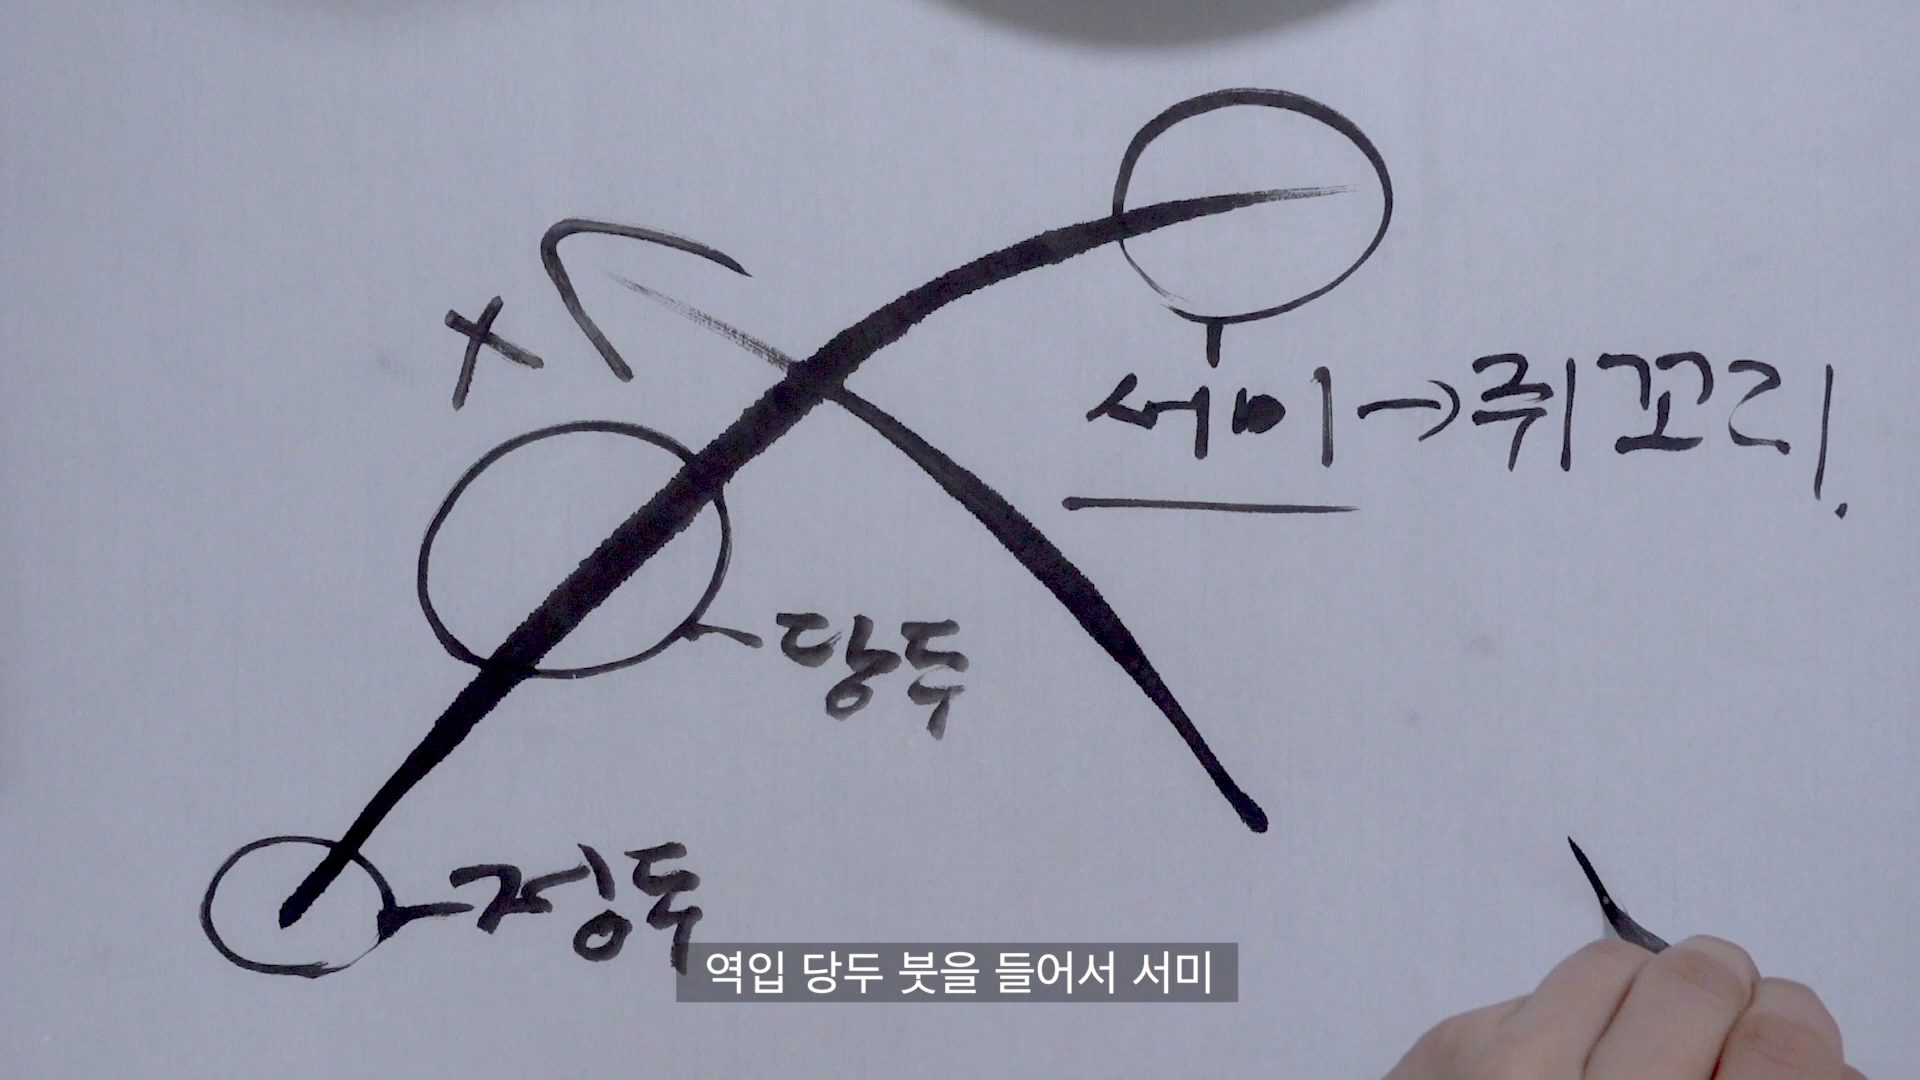 서미→쥐꼬리.
당두
정두
역입 당두 붓을 들어서 서미